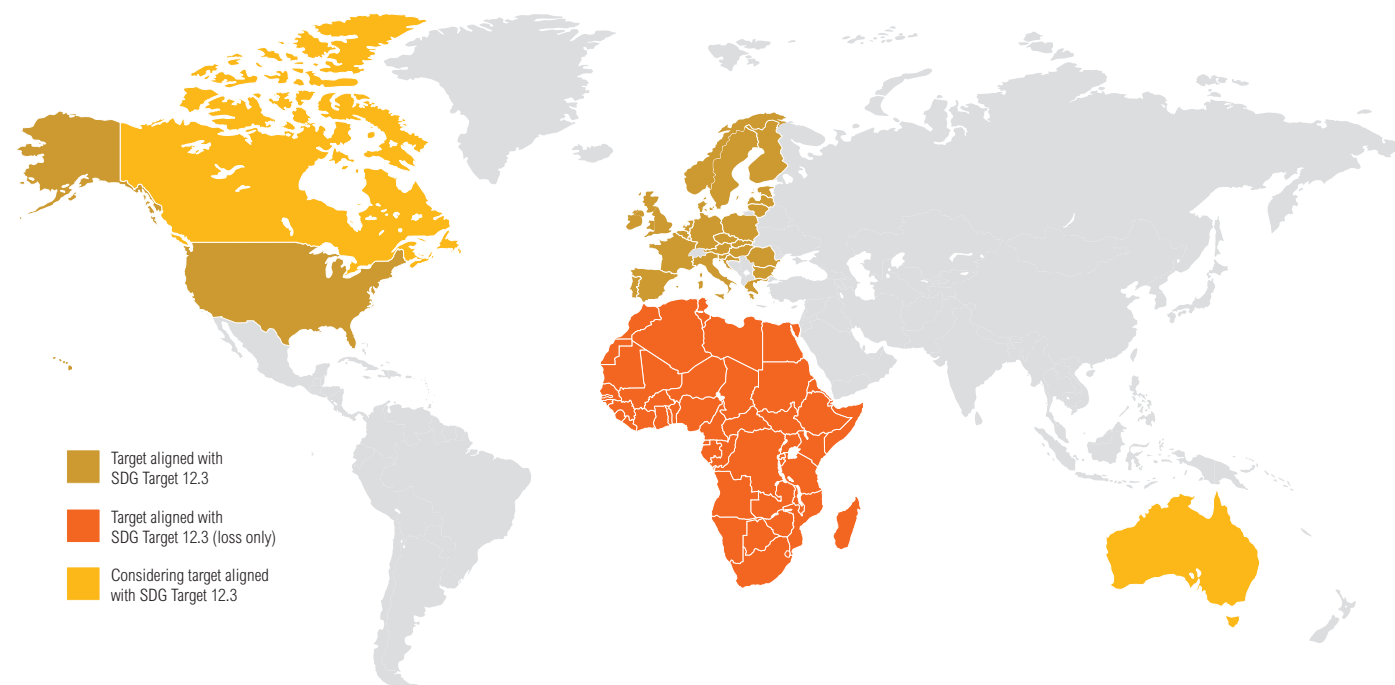 Target aligned with
SDG Target 12.3
Target aligned with
SDG Target 12.3 (loss only)
Considering target aligned
with SDG Target 12.3